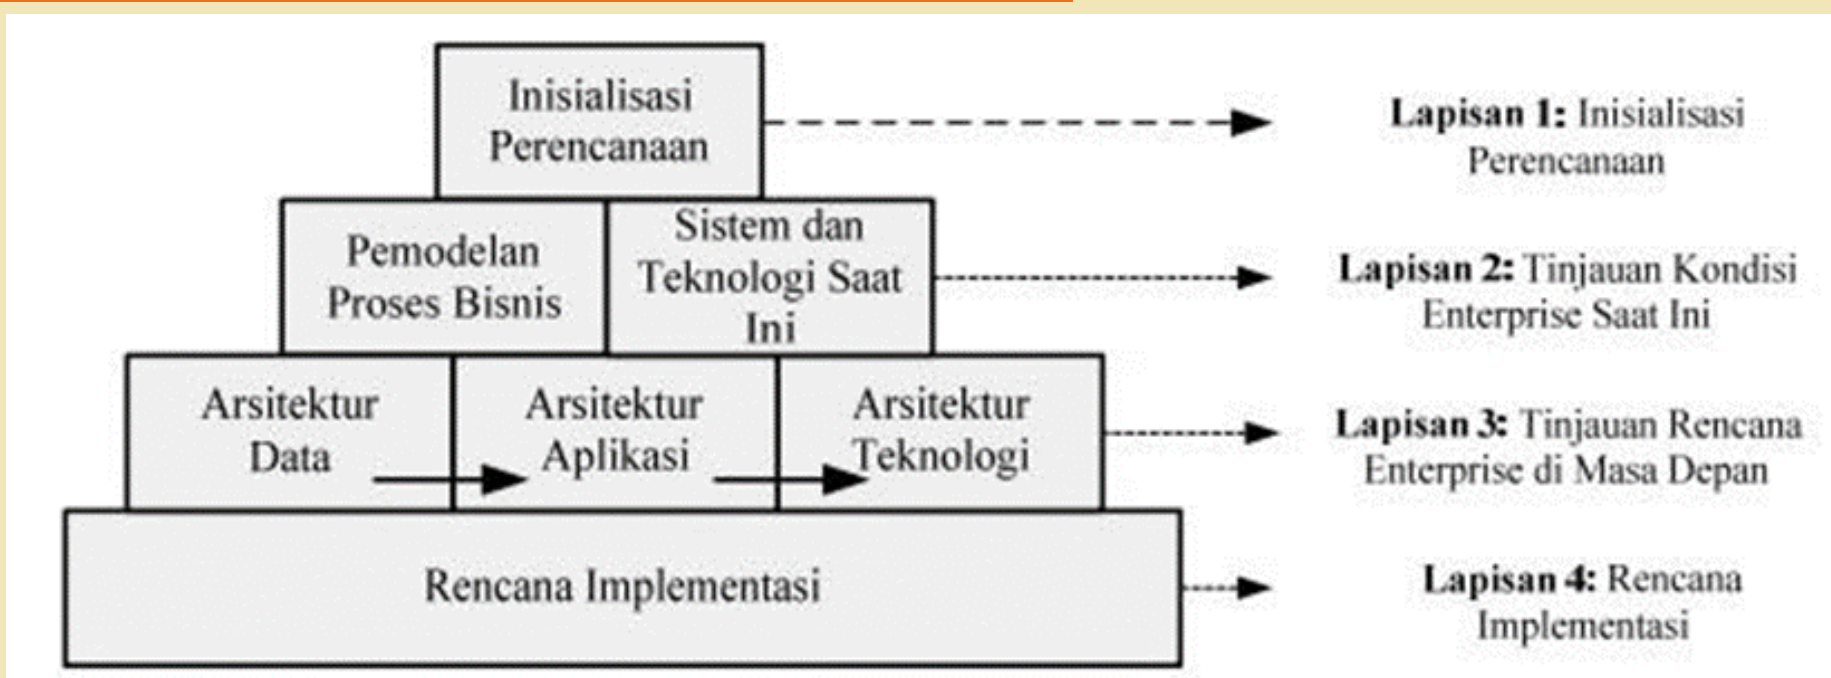 Inisialisasi
Perencanaan
Lapisan 1: Inisialisasi
Perencanaan
Pemodelan
Proses Bisnis
Sistem dan
Teknologi Saat
Ini
Lapisan 2: Tinjauan Kondisi
Enterprise Saat Ini
Arsitektur
Data
Arsitektur
Aplikasi
Arsitektur
Teknologi
Lapisan 3: Tinjauan Rencana
Enterprise di Masa Depan
Rencana Implementasi
Lapisan 4: Rencana
Implementasi